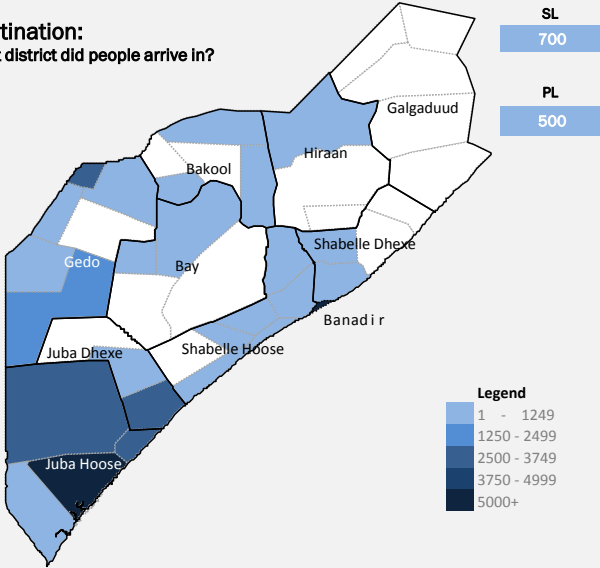 tination:
t district did people arrive in?
SL
700
PL
500
Galgaduud
Hiraan
Bakool
Shabelle Dhexe
Gedo
Bay
Banadir
Juba Dhexe
Shabelle Hoose
Juba Hoose
Legend
1 - 1249
1250 - 2499
2500 - 3749
3750 - 4999
5000+